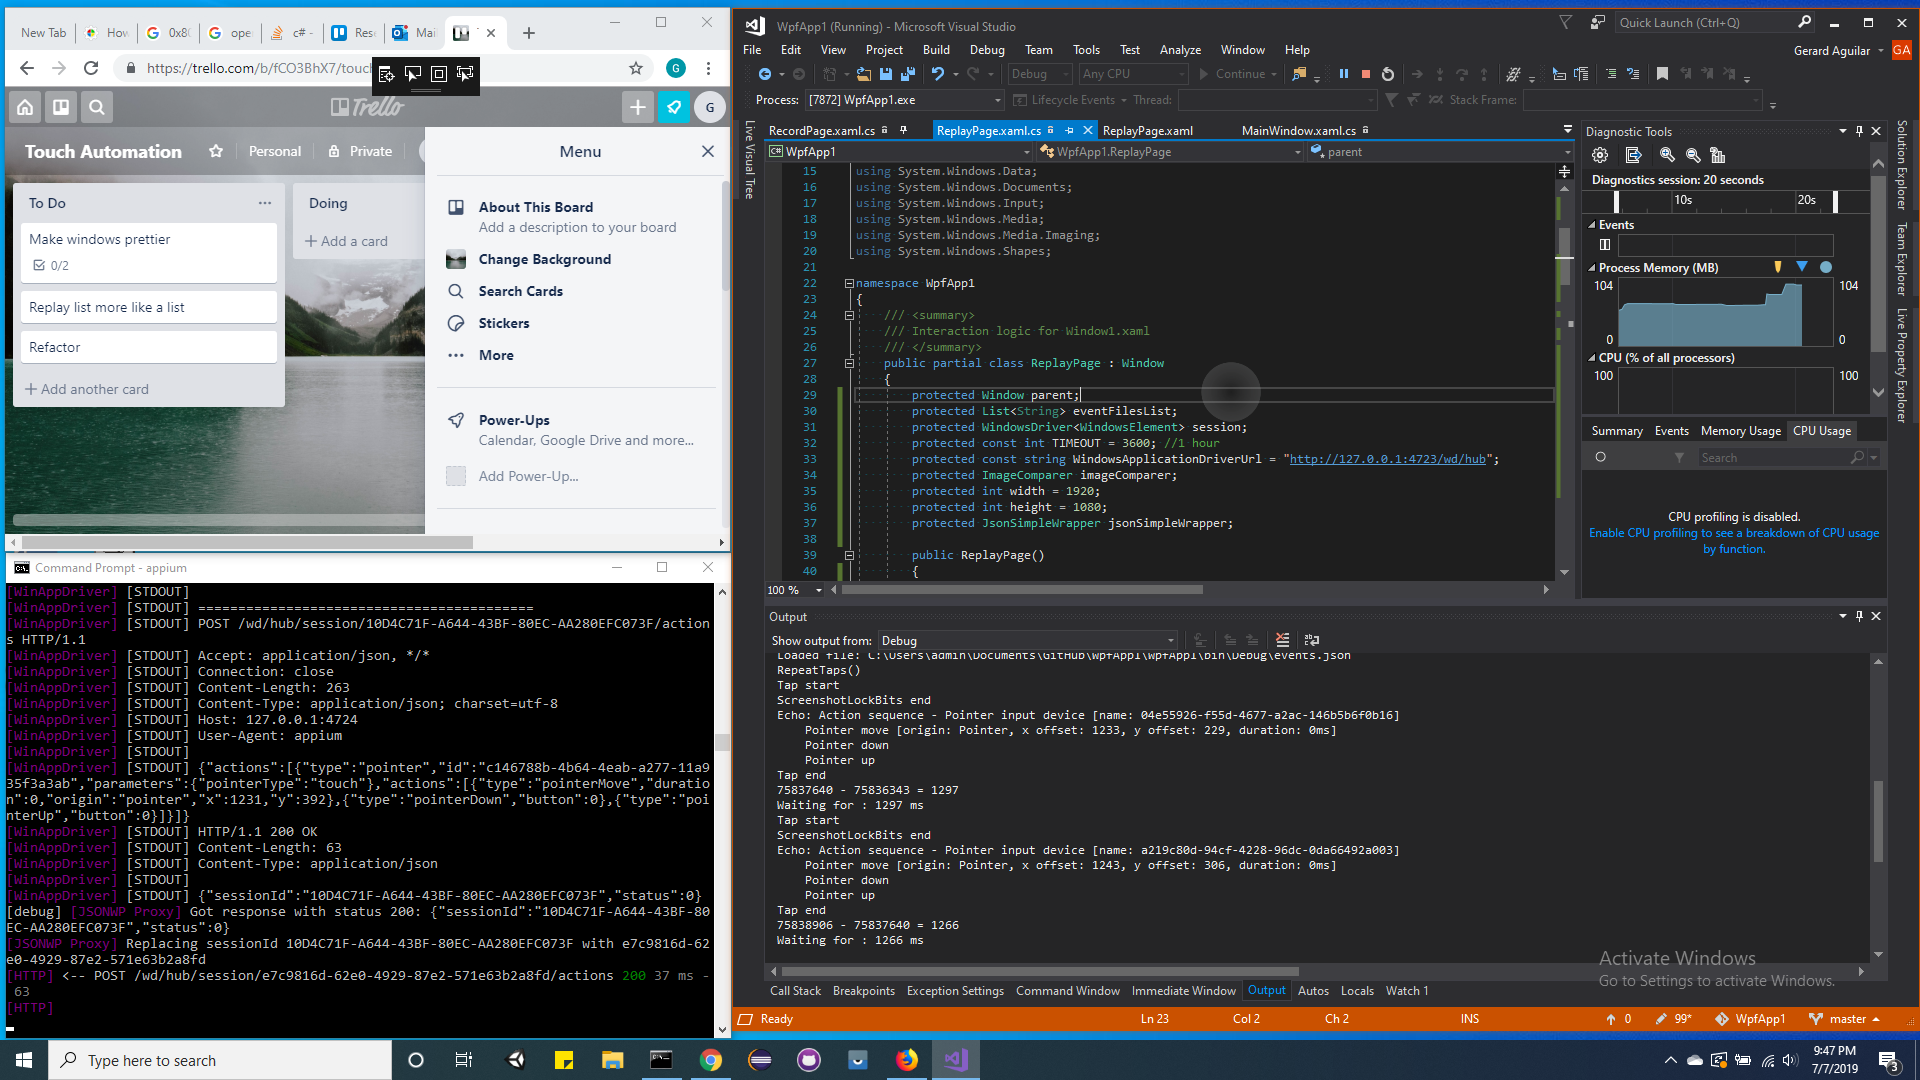 New Tab
How
0x80
ope
c# -
Res
Mai
T
https://trello.com/b/fCO3BhX7/touc
G
Trello
G
Touch Automation
Personal
Private
To Do
Make windows prettier
0/2
Replay list more like a list
Refactor
+ Add another card
Doing
+ Add a card
Menu
About This Board
Add a description to your board
Change Background
Search Cards
Stickers
More
Power-Ups
Calendar, Google Drive and more...
Add Power-Up...
Command Prompt - appium
[WinAppDriver] [STDOUT]
[WinAppDriver] [STDOUT] ==========================================
[WinAppDriver] [STDOUT] POST /wd/hub/session/10D4C71F-A644-43BF-80EC-AA280EFC073F/action
s HTTP/1.1
[WinAppDriver] [STDOUT] Accept: application/json, */*
[WinAppDriver] [STDOUT] Connection: close
[WinAppDriver] [STDOUT] Content-Length: 263
[WinAppDriver] [STDOUT] Content-Type: application/json; charset=utf-8
[WinAppDriver] [STDOUT] Host: 127.0.0.1:4724
[WinAppDriver] [STDOUT] User-Agent: appium
[WinAppDriver] [STDOUT]
[WinAppDriver] [STDOUT] {"actions":[{"type":"pointer","id":"c146788b-4b64-4eab-a277-11a9
35f3a3ab","parameters":{"pointerType":"touch"},"actions":[{"type":"pointerMove","duratio
n":0,"origin":"pointer","x":1231,"y":392},{"type":"pointerDown","button":0},{"type":"poi
nterUp","button":0}]}]}
[WinAppDriver] [STDOUT] HTTP/1.1 200 OK
[WinAppDriver] [STDOUT] Content-Length: 63
[WinAppDriver] [STDOUT] Content-Type: application/json
[WinAppDriver] [STDOUT]
[WinAppDriver] [STDOUT] {"sessionId":"10D4C71F-A644-43BF-80EC-AA280EFC073F","status":0}
[debug] [JSONWP Proxy] Got response with status 200: {"sessionId":"10D4C71F-A644-43BF-80
EC-AA280EFC073F","status":0}
[JSONWP Proxy] Replacing sessionId 10D4C71F-A644-43BF-80EC-AA280EFC073F with e7c9816d-62
e0-4929-87e2-571e63b2a8fd
[HTTP] <-- POST /wd/hub/session/e7c9816d-62e0-4929-87e2-571e63b2a8fd/actions 200 37 ms -
63
[HTTP]
WpfApp1 (Running) - Microsoft Visual Studio
Quick Launch (Ctrl+Q)
File Edit View Project Build Debug Team Tools Test Analyze Window Help
Gerard Aguilar GA
Debug Any CPU Continue
Process: [7872] WpfApp1.exe Lifecycle Events Thread: Stack Frame:
Live Visual Tree
RecordPage.xaml.cs ReplayPage.xaml.cs ReplayPage.xaml MainWindow.xaml.cs
C# WpfApp1 WpfApp1.ReplayPage parent
15 using System.Windows.Data;
16 using System.Windows.Documents;
17 using System.Windows.Input;
18 using System.Windows.Media;
19 using System.Windows.Media.Imaging;
20 using System.Windows.Shapes;
21
22 namespace WpfApp1
23 {
24 /// <summary>
25 /// Interaction logic for Window1.xaml
26 /// </summary>
27 public partial class ReplayPage : Window
28 {
29 protected Window parent;
30 protected List<String> eventFilesList;
31 protected WindowsDriver<WindowsElement> session;
32 protected const int TIMEOUT = 3600; //1 hour
33 protected const string WindowsApplicationDriverUrl = "http://127.0.0.1:4723/wd/hub";
34 protected ImageComparer imageComparer;
35 protected int width = 1920;
36 protected int height = 1080;
37 protected JsonSimpleWrapper jsonSimpleWrapper;
38
39 public ReplayPage()
40 {
100 %
Diagnostic Tools
Diagnostics session: 20 seconds
10s 20s
Events
Process Memory (MB)
104 104
0 0
CPU (% of all processors)
100 100
Summary Events Memory Usage CPU Usage
Search
CPU profiling is disabled.
Enable CPU profiling to see a breakdown of CPU usage
by function.
Solution Explorer
Team Explorer
Live Property Explorer
Output
Show output from: Debug
Loaded file: C:\Users\admin\Documents\GitHub\WpfApp1\WpfApp1\bin\Debug\events.json
RepeatTaps()
Tap start
ScreenshotLockBits end
Echo: Action sequence - Pointer input device [name: 04e55926-f55d-4677-a2ac-146b5b6f0b16]
Pointer move [origin: Pointer, x offset: 1233, y offset: 229, duration: 0ms]
Pointer down
Pointer up
Tap end
75837640 - 75836343 = 1297
Waiting for : 1297 ms
Tap start
ScreenshotLockBits end
Echo: Action sequence - Pointer input device [name: a219c80d-94cf-4228-96dc-0da66492a003]
Pointer move [origin: Pointer, x offset: 1243, y offset: 306, duration: 0ms]
Pointer down
Pointer up
Tap end
75838906 - 75837640 = 1266
Waiting for : 1266 ms
Activate Windows
Go to Settings to activate Windows.
Call Stack Breakpoints Exception Settings Command Window Immediate Window Output Autos Locals Watch 1
Ready Ln 23 Col 2 Ch 2 INS 0 99* WpfApp1 master
Type here to search
9:47 PM
7/7/2019
3